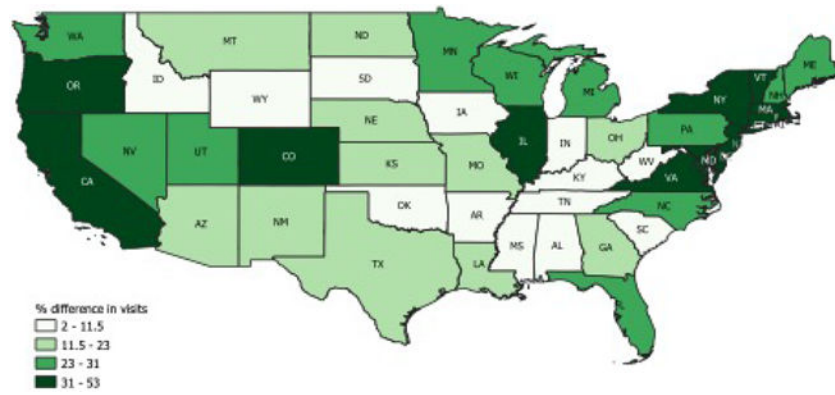 WA
MT
ND
MN
ME
OR
ID
SD
WI
VT
NH
WY
MI
NY
MA
IA
NE
PA
NV
UT
CO
IL
IN
OH
MD
CA
KS
MO
WV
VA
KY
NC
TN
AZ
NM
OK
AR
SC
MS
AL
GA
TX
LA
% difference in visits
2 - 11.5
11.5 - 23
23 - 31
31 - 53